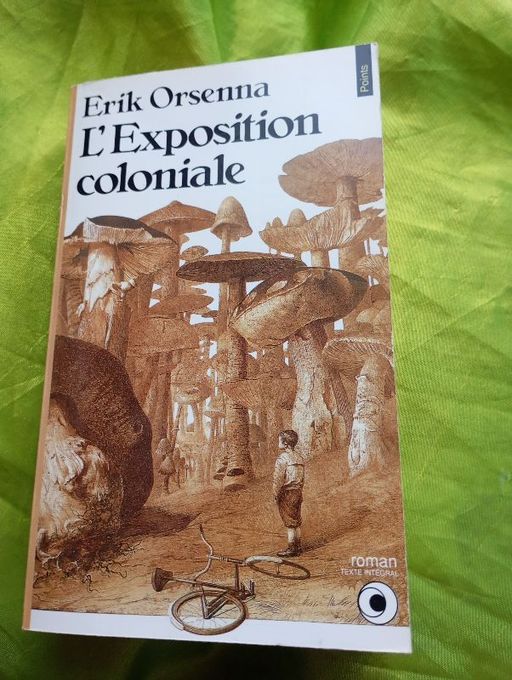 Points
Erik Orsenna
L'Exposition
coloniale
roman
TEXTE INTÉGRAL